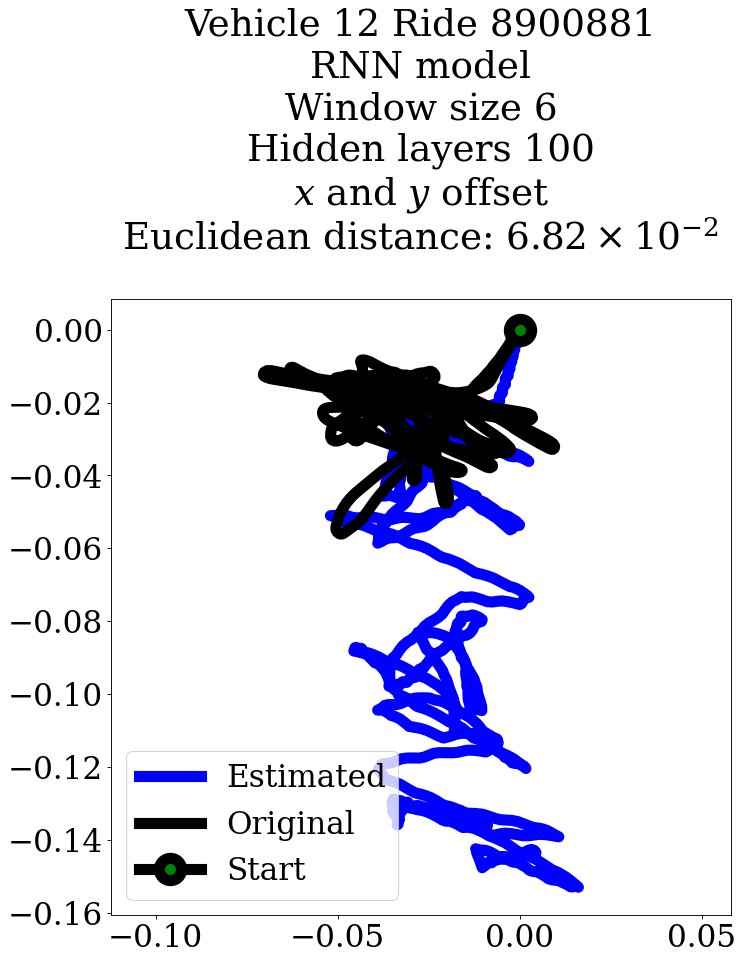 Vehicle 12 Ride 8900881
RNN model
Window size 6
Hidden layers 100
x and y offset
Euclidean distance: 6.82 × 10⁻²
0.00
−0.02
−0.04
−0.06
−0.08
−0.10
−0.12
−0.14
−0.16
Estimated
Original
Start
−0.10 −0.05 0.00 0.05